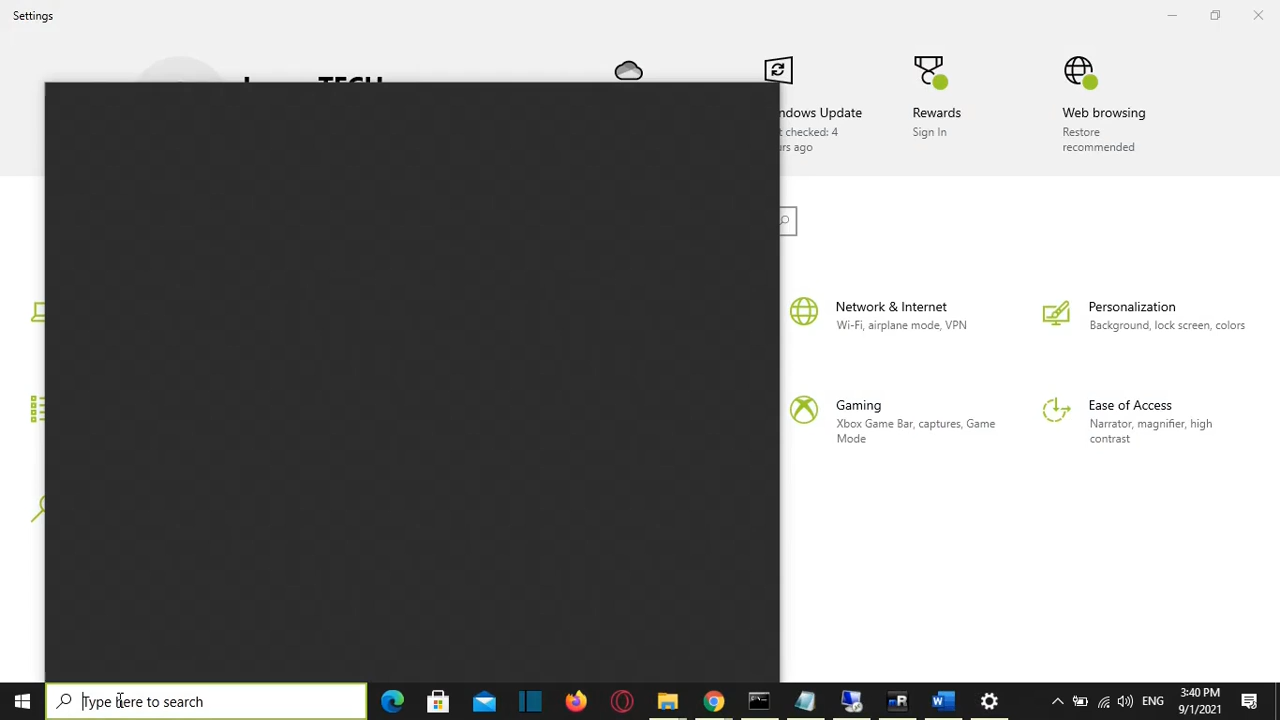 Settings
TECH
ndows Update
t checked: 4
urs ago
Rewards
Sign In
Web browsing
Restore
recommended
Network & Internet
Wi-Fi, airplane mode, VPN
Personalization
Background, lock screen, colors
Gaming
Xbox Game Bar, captures, Game
Mode
Ease of Access
Narrator, magnifier, high
contrast
Type here to search
ENG
3:40 PM
9/1/2021